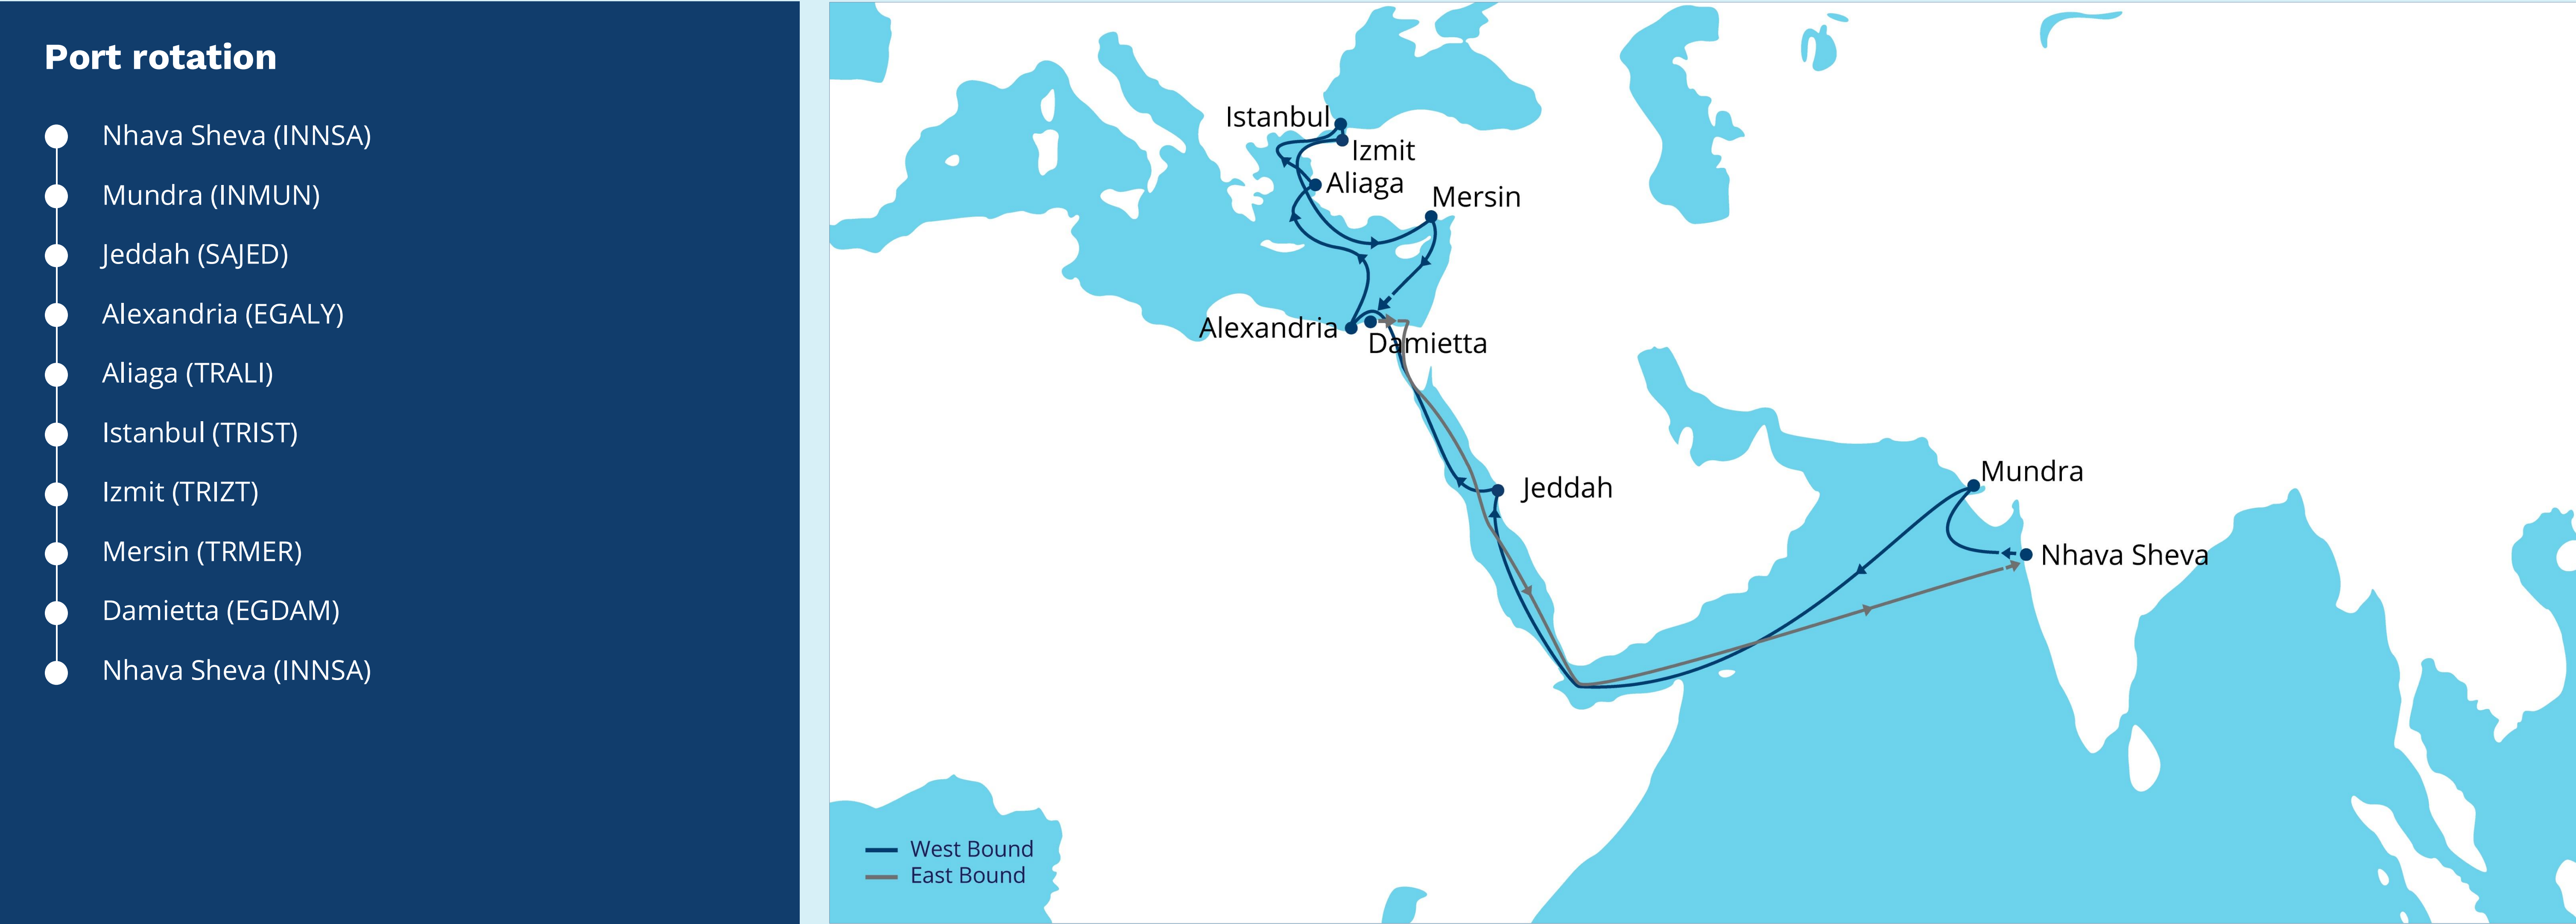 Port rotation
Nhava Sheva (INNSA)
Mundra (INMUN)
Jeddah (SAJED)
Alexandria (EGALY)
Aliaga (TRALI)
Istanbul (TRIST)
Izmit (TRIZT)
Mersin (TRMER)
Damietta (EGDAM)
Nhava Sheva (INNSA)
Istanbul
Izmit
Aliaga
Mersin
Alexandria
Damietta
Jeddah
Mundra
Nhava Sheva
West Bound
East Bound